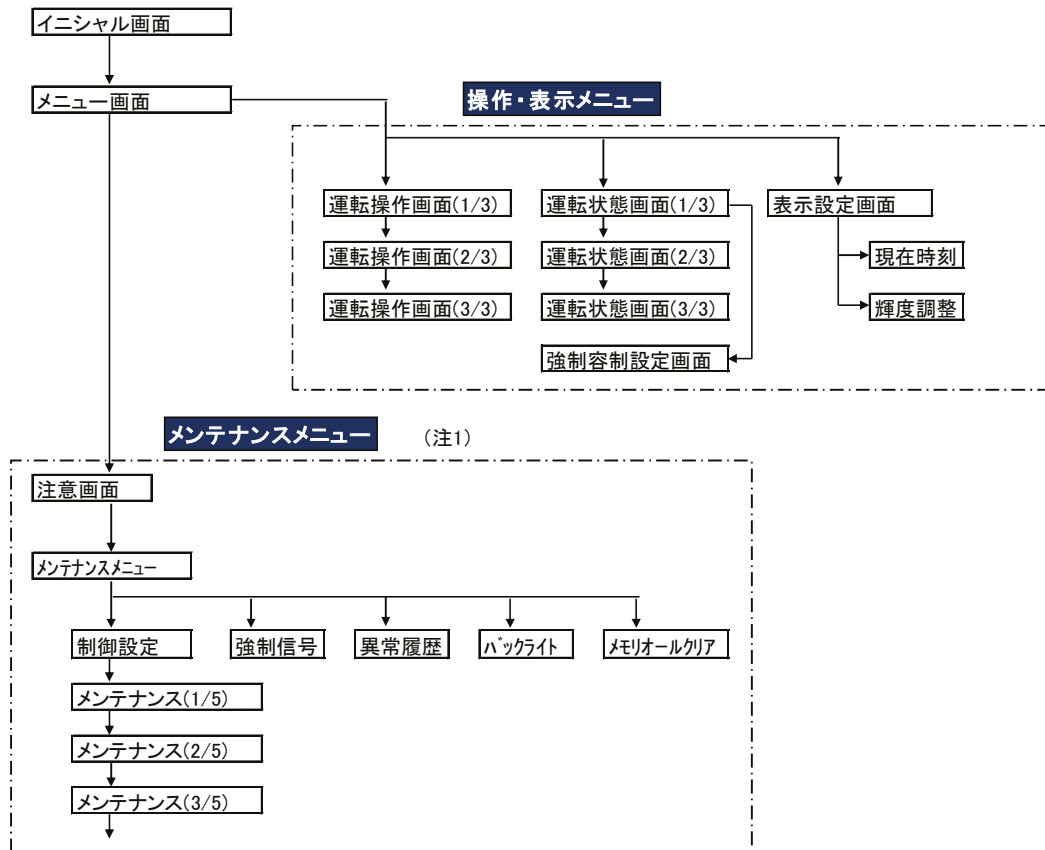 イニシャル画面
メニュー画面
操作・表示メニュー
運転操作画面(1/3)
運転状態画面(1/3)
表示設定画面
運転操作画面(2/3)
運転状態画面(2/3)
現在時刻
運転操作画面(3/3)
運転状態画面(3/3)
輝度調整
強制容制設定画面
メンテナンスメニュー
(注1)
注意画面
ﾒﾝﾃﾅﾝｽﾒﾆｭｰ
制御設定
強制信号
異常履歴
ﾊﾞｯｸﾗｲﾄ
ﾒﾓﾘｵｰﾙｸﾘｱ
メンテナンス(1/5)
メンテナンス(2/5)
メンテナンス(3/5)